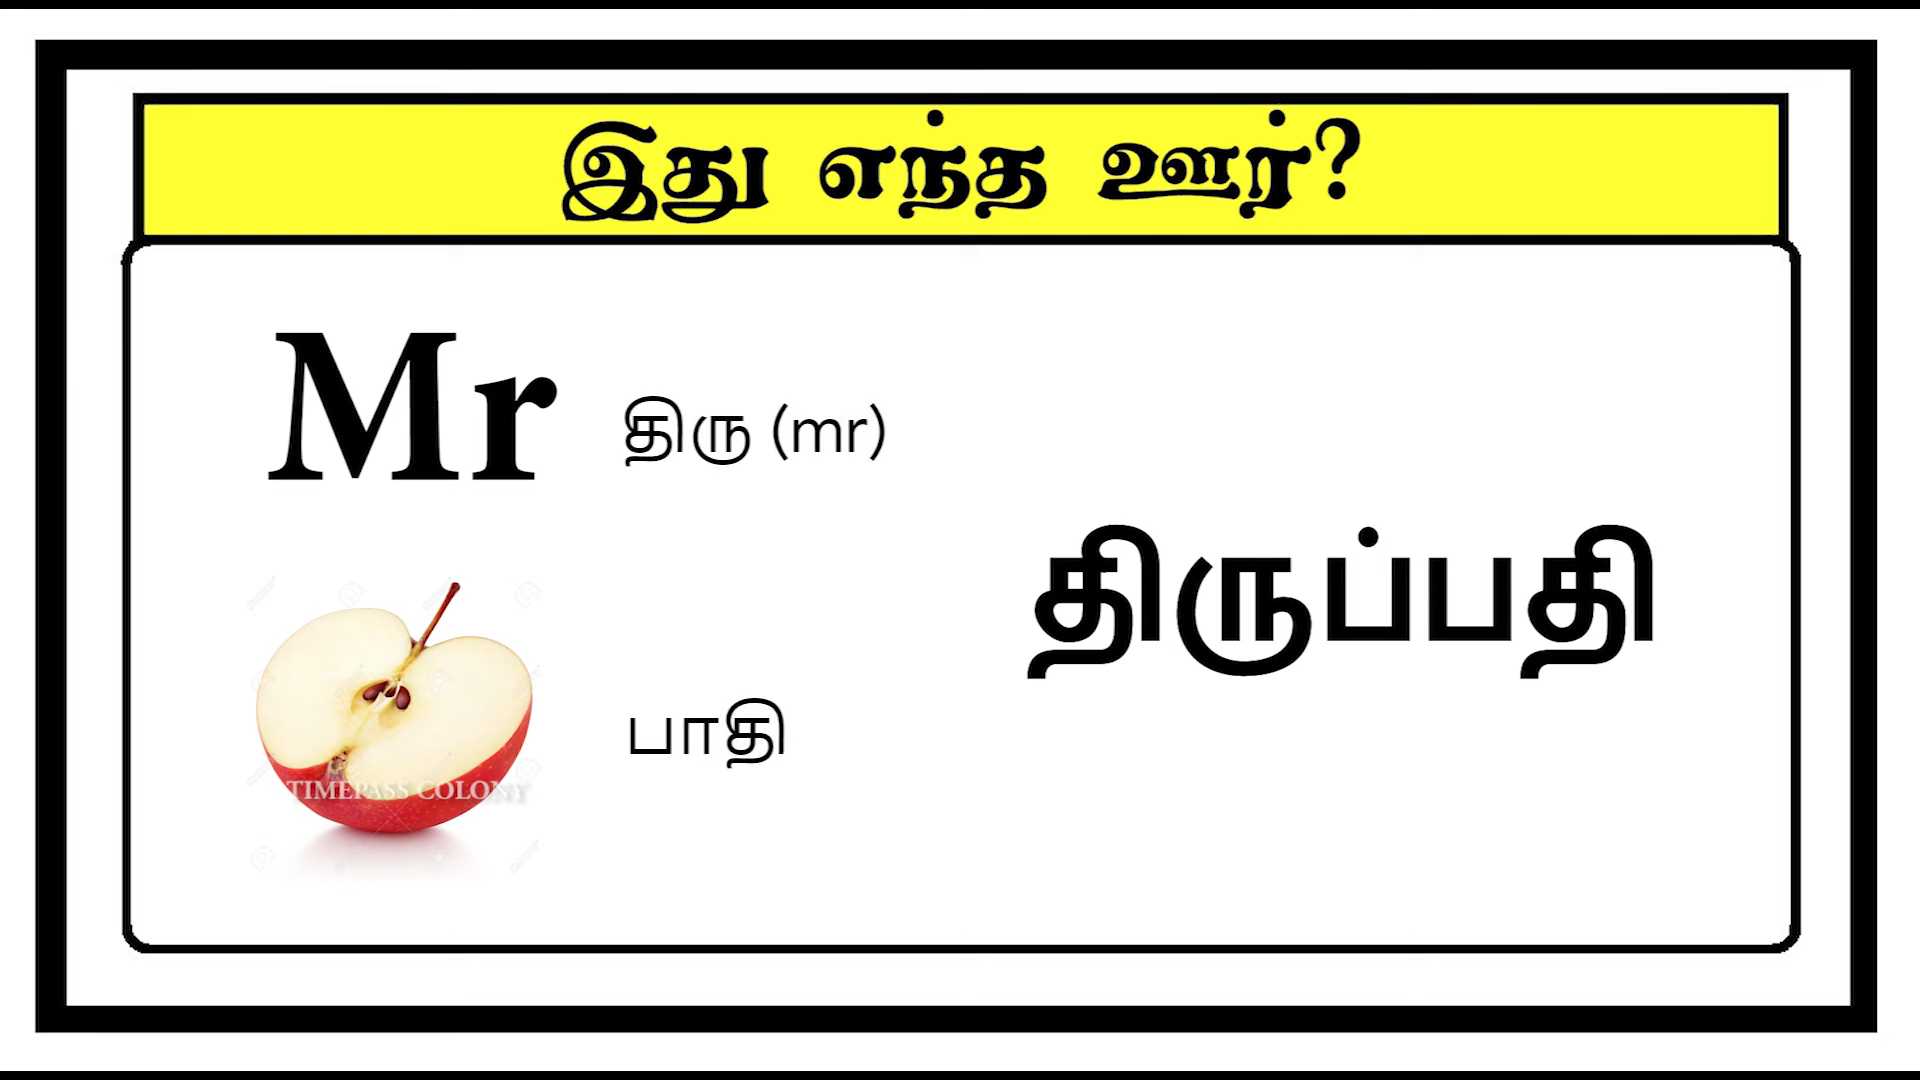 இது எந்த ஊர்?
Mr
திரு (mr)
திருப்பதி
பாதி
TIMEPASS COLONY